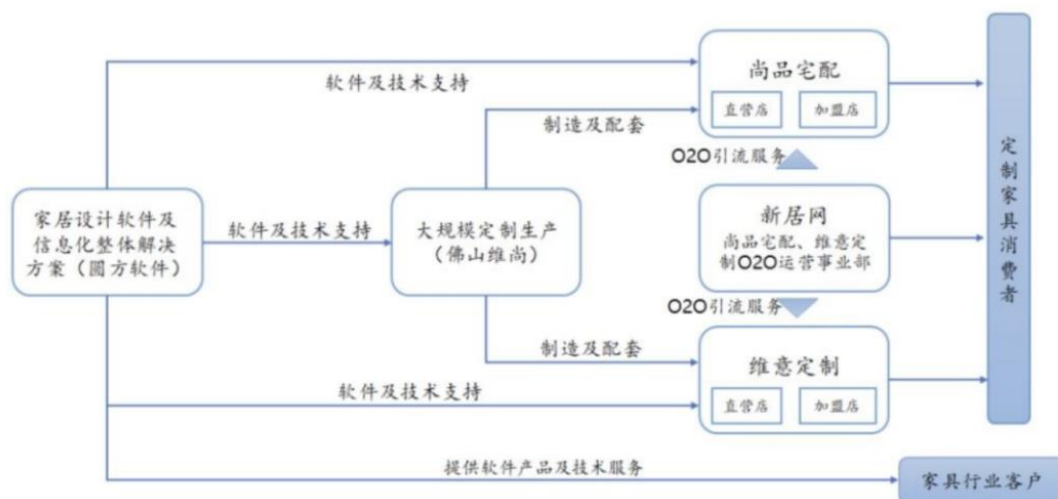 尚品宅配
直营店
加盟店
软件及技术支持
制造及配套
O2O引流服务
家居设计软件及
信息化整体解决
方案（圆方软件）
软件及技术支持
大规模定制生产
（佛山维尚）
新居网
尚品宅配、维意定
制O2O运营事业部
定制家具消费者
O2O引流服务
制造及配套
维意定制
直营店
加盟店
软件及技术支持
提供软件产品及技术服务
家具行业客户